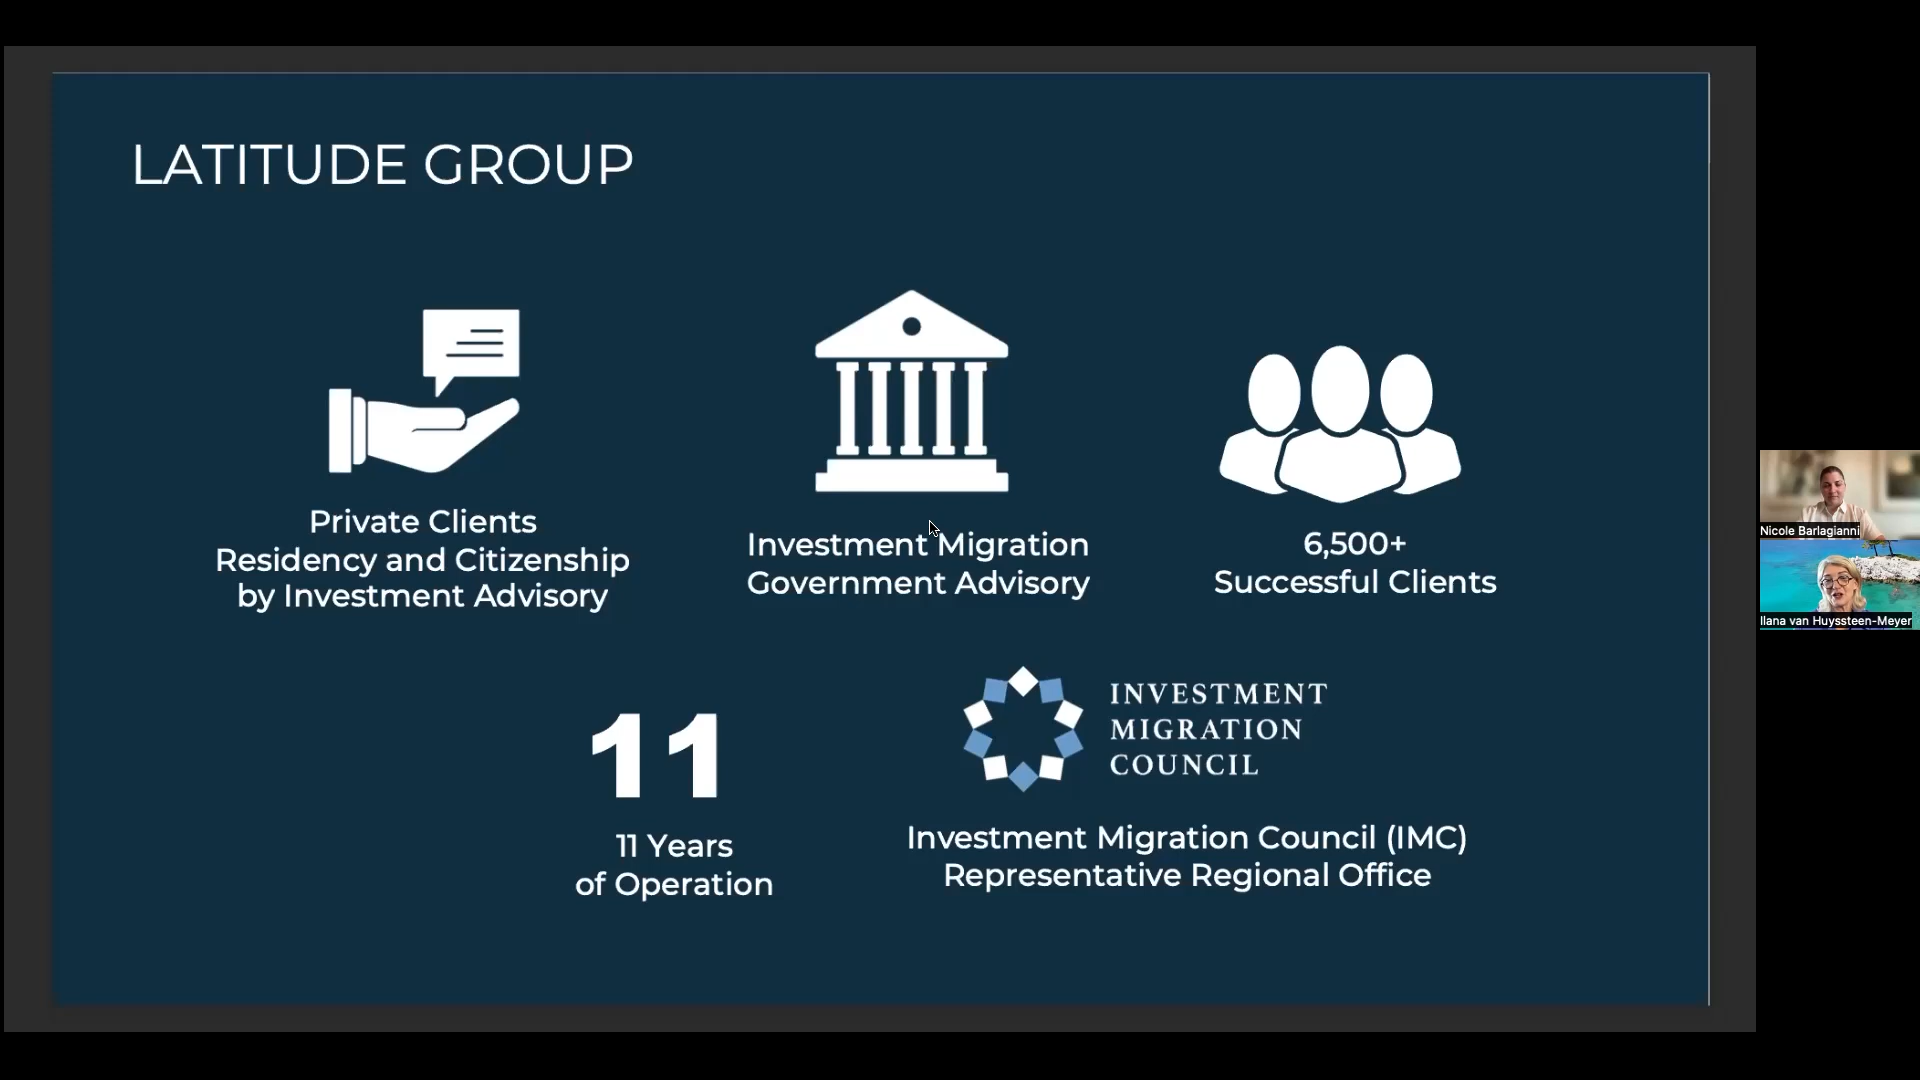 LATITUDE GROUP
Private Clients
Residency and Citizenship
by Investment Advisory
Investment Migration
Government Advisory
6,500+
Successful Clients
11
11 Years
of Operation
INVESTMENT
MIGRATION
COUNCIL
Investment Migration Council (IMC)
Representative Regional Office
Nicole Barlagianni
Ilana van Huyssteen-Meyer